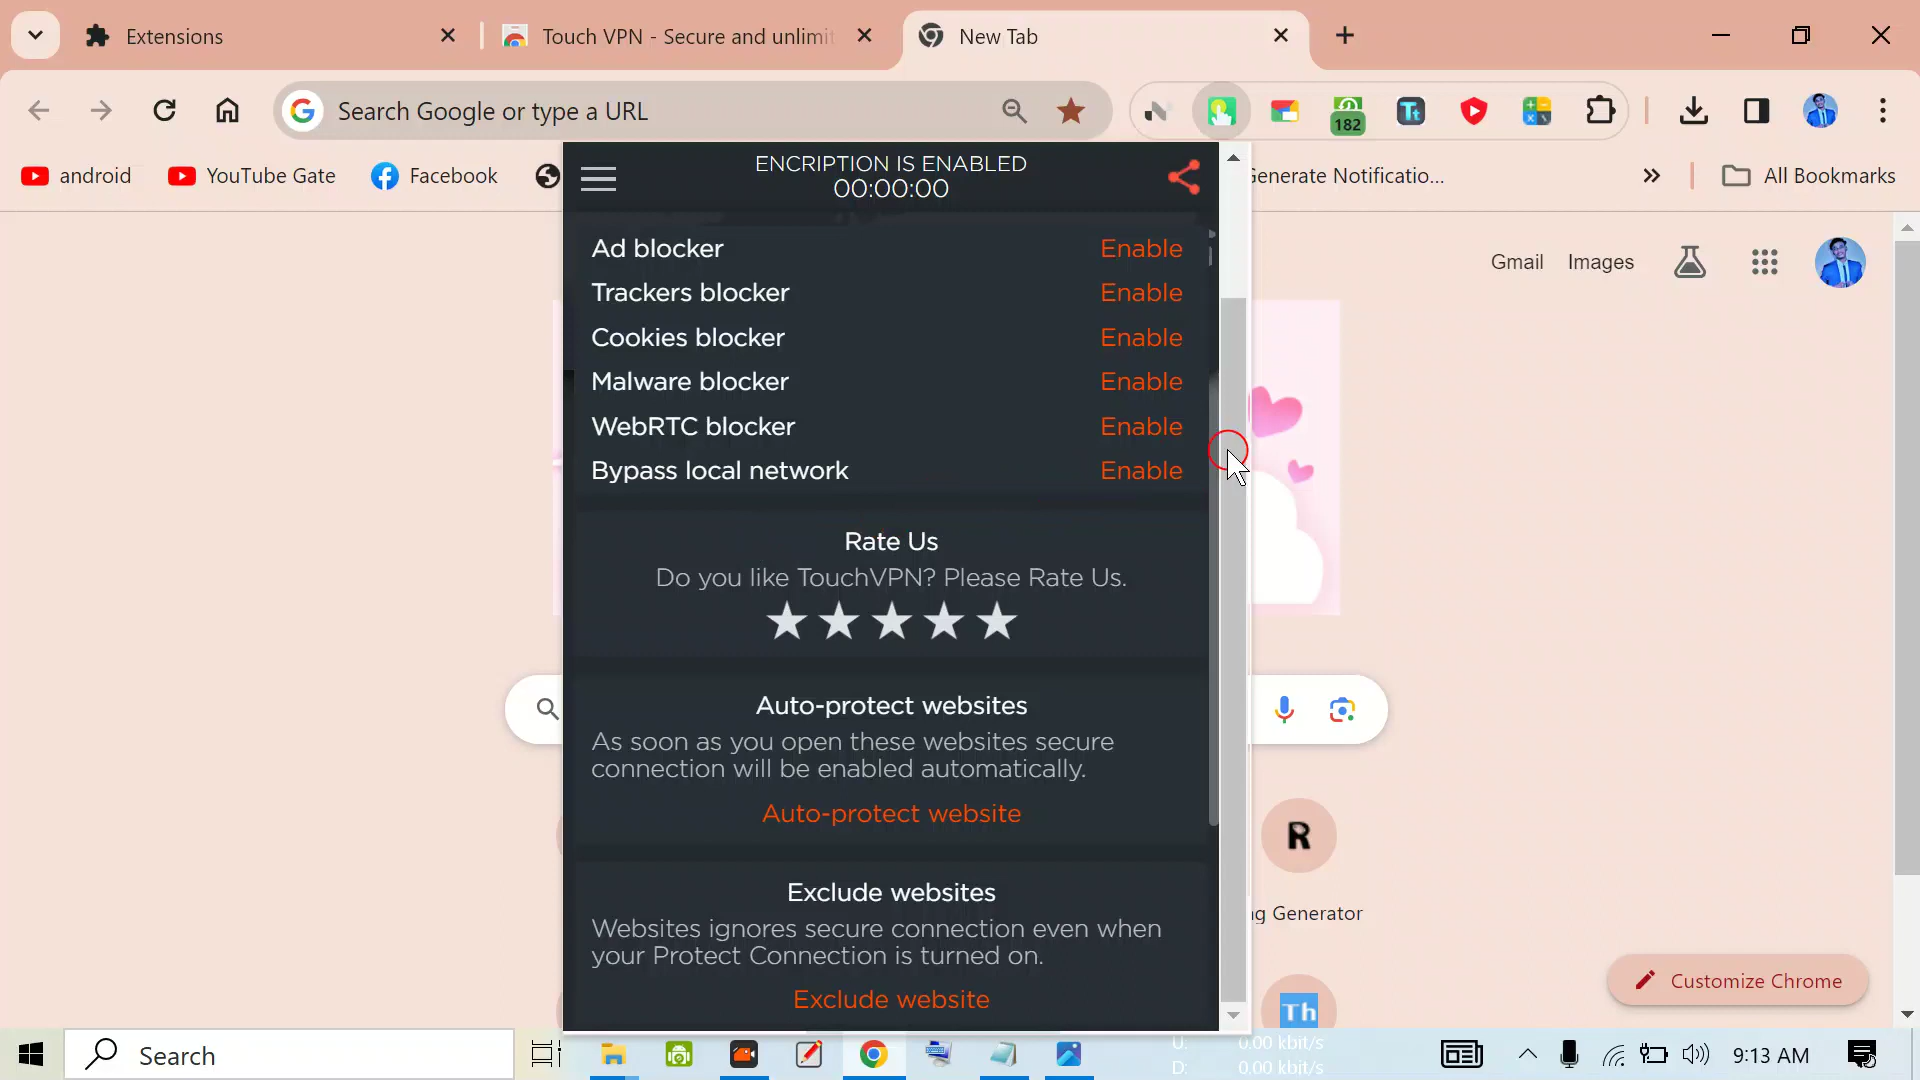 Extensions
Touch VPN - Secure and unlimit
New Tab
Search Google or type a URL
182
Tt
android
YouTube Gate
Facebook
Generate Notificatio...
All Bookmarks
ENCRIPTION IS ENABLED
00:00:00
Gmail
Images
Ad blocker Enable
Trackers blocker Enable
Cookies blocker Enable
Malware blocker Enable
WebRTC blocker Enable
Bypass local network Enable
Rate Us
Do you like TouchVPN? Please Rate Us.
Auto-protect websites
As soon as you open these websites secure
connection will be enabled automatically.
Auto-protect website
R
Exclude websites
Websites ignores secure connection even when
your Protect Connection is turned on.
Exclude website
g Generator
Th
Customize Chrome
Search
U: 0.00 kbit/s
D: 0.00 kbit/s
9:13 AM